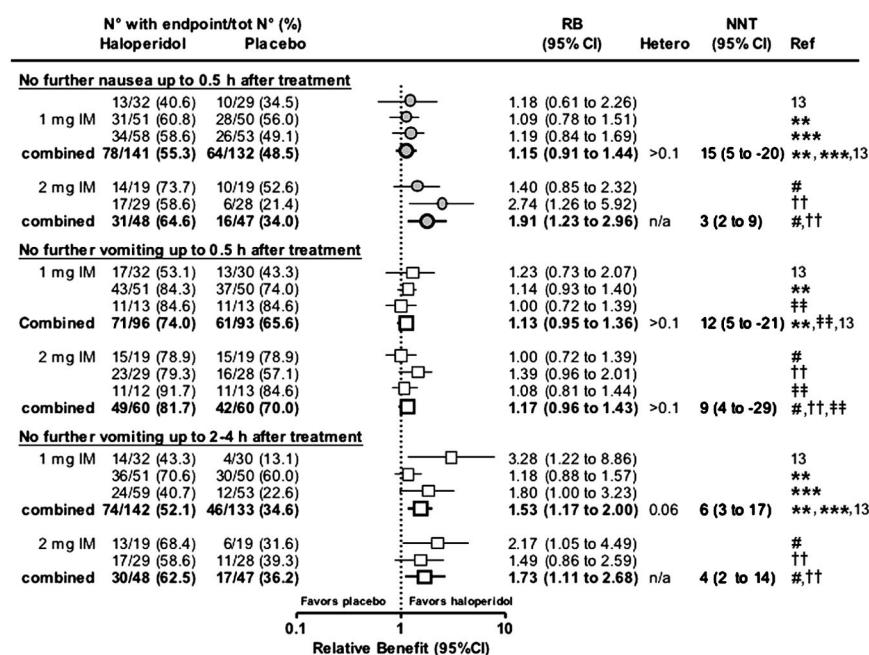 N° with endpoint/tot N° (%) RB NNT
Haloperidol Placebo (95% CI) Hetero (95% CI) Ref
No further nausea up to 0.5 h after treatment
13/32 (40.6) 10/29 (34.5) 1.18 (0.61 to 2.26) 13
1 mg IM 31/51 (60.8) 28/50 (56.0) 1.09 (0.78 to 1.51) **
34/58 (58.6) 26/53 (49.1) 1.19 (0.84 to 1.69) ***
combined 78/141 (55.3) 64/132 (48.5) 1.15 (0.91 to 1.44) >0.1 15 (5 to -20) **, ***,13
2 mg IM 14/19 (73.7) 10/19 (52.6) 1.40 (0.85 to 2.32) #
17/29 (58.6) 6/28 (21.4) 2.74 (1.26 to 5.92) ††
combined 31/48 (64.6) 16/47 (34.0) 1.91 (1.23 to 2.96) n/a 3 (2 to 9) #,††
No further vomiting up to 0.5 h after treatment
1 mg IM 17/32 (53.1) 13/30 (43.3) 1.23 (0.73 to 2.07) 13
43/51 (84.3) 37/50 (74.0) 1.14 (0.93 to 1.40) **
11/13 (84.6) 11/13 (84.6) 1.00 (0.72 to 1.39) ‡‡
Combined 71/96 (74.0) 61/93 (65.6) 1.13 (0.95 to 1.36) >0.1 12 (5 to -21) **,‡‡,13
2 mg IM 15/19 (78.9) 15/19 (78.9) 1.00 (0.72 to 1.39) #
23/29 (79.3) 16/28 (57.1) 1.39 (0.96 to 2.01) ††
11/12 (91.7) 11/13 (84.6) 1.08 (0.81 to 1.44) ‡‡
combined 49/60 (81.7) 42/60 (70.0) 1.17 (0.96 to 1.43) >0.1 9 (4 to -29) #,††,‡‡
No further vomiting up to 2-4 h after treatment
1 mg IM 14/32 (43.3) 4/30 (13.1) 3.28 (1.22 to 8.86) 13
36/51 (70.6) 30/50 (60.0) 1.18 (0.88 to 1.57) **
24/59 (40.7) 12/53 (22.6) 1.80 (1.00 to 3.23) ***
combined 74/142 (52.1) 46/133 (34.6) 1.53 (1.17 to 2.00) 0.06 6 (3 to 17) **, ***,13
2 mg IM 13/19 (68.4) 6/19 (31.6) 2.17 (1.05 to 4.49) #
17/29 (58.6) 11/28 (39.3) 1.49 (0.86 to 2.59) ††
combined 30/48 (62.5) 17/47 (36.2) 1.73 (1.11 to 2.68) n/a 4 (2 to 14) #,††
Favors placebo Favors haloperidol
0.1 1 10
Relative Benefit (95%CI)